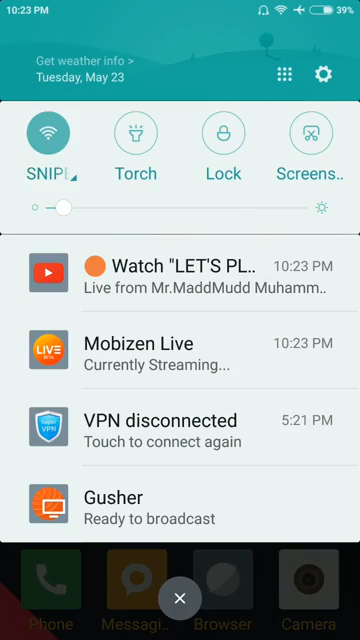 10:23 PM
39%
Get weather info >
Tuesday, May 23
SNIP
Torch
Lock
Screens..
Watch "LET'S PL..
10:23 PM
Live from Mr.MaddMudd Muhamm..
LIVE
BETA
Mobizen Live
10:23 PM
Currently Streaming...
Super
VPN
VPN disconnected
5:21 PM
Touch to connect again
Gusher
Ready to broadcast
Phone
Messagi..
Browser
Camera